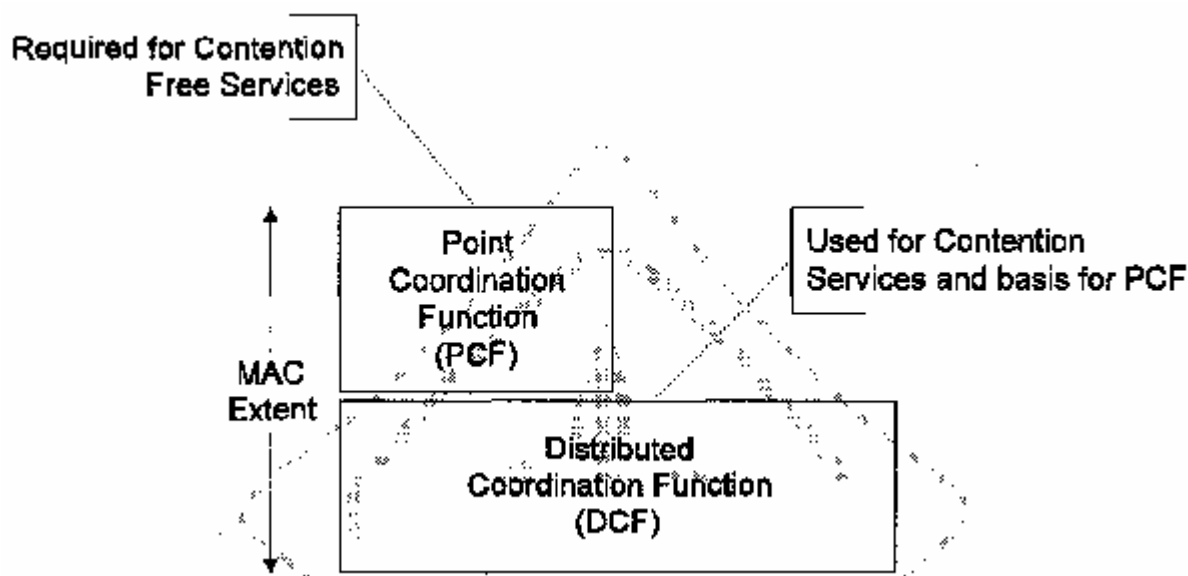 Required for Contention
Free Services
Point
Coordination
Function
(PCF)
Used for Contention
Services and basis for PCF
MAC
Extent
Distributed
Coordination Function
(DCF)